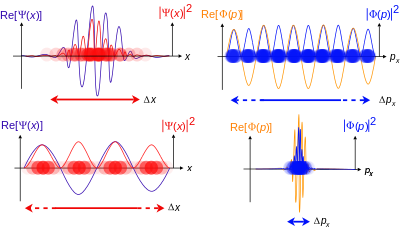 Re[Ψ(x)]
|Ψ(x)|²
x
Δx
Re[Φ(p)]
|Φ(p)|²
pₓ
Δpₓ
Re[Ψ(x)]
|Ψ(x)|²
x
Δx
Re[Φ(p)]
|Φ(p)|²
pₓ
Δpₓ